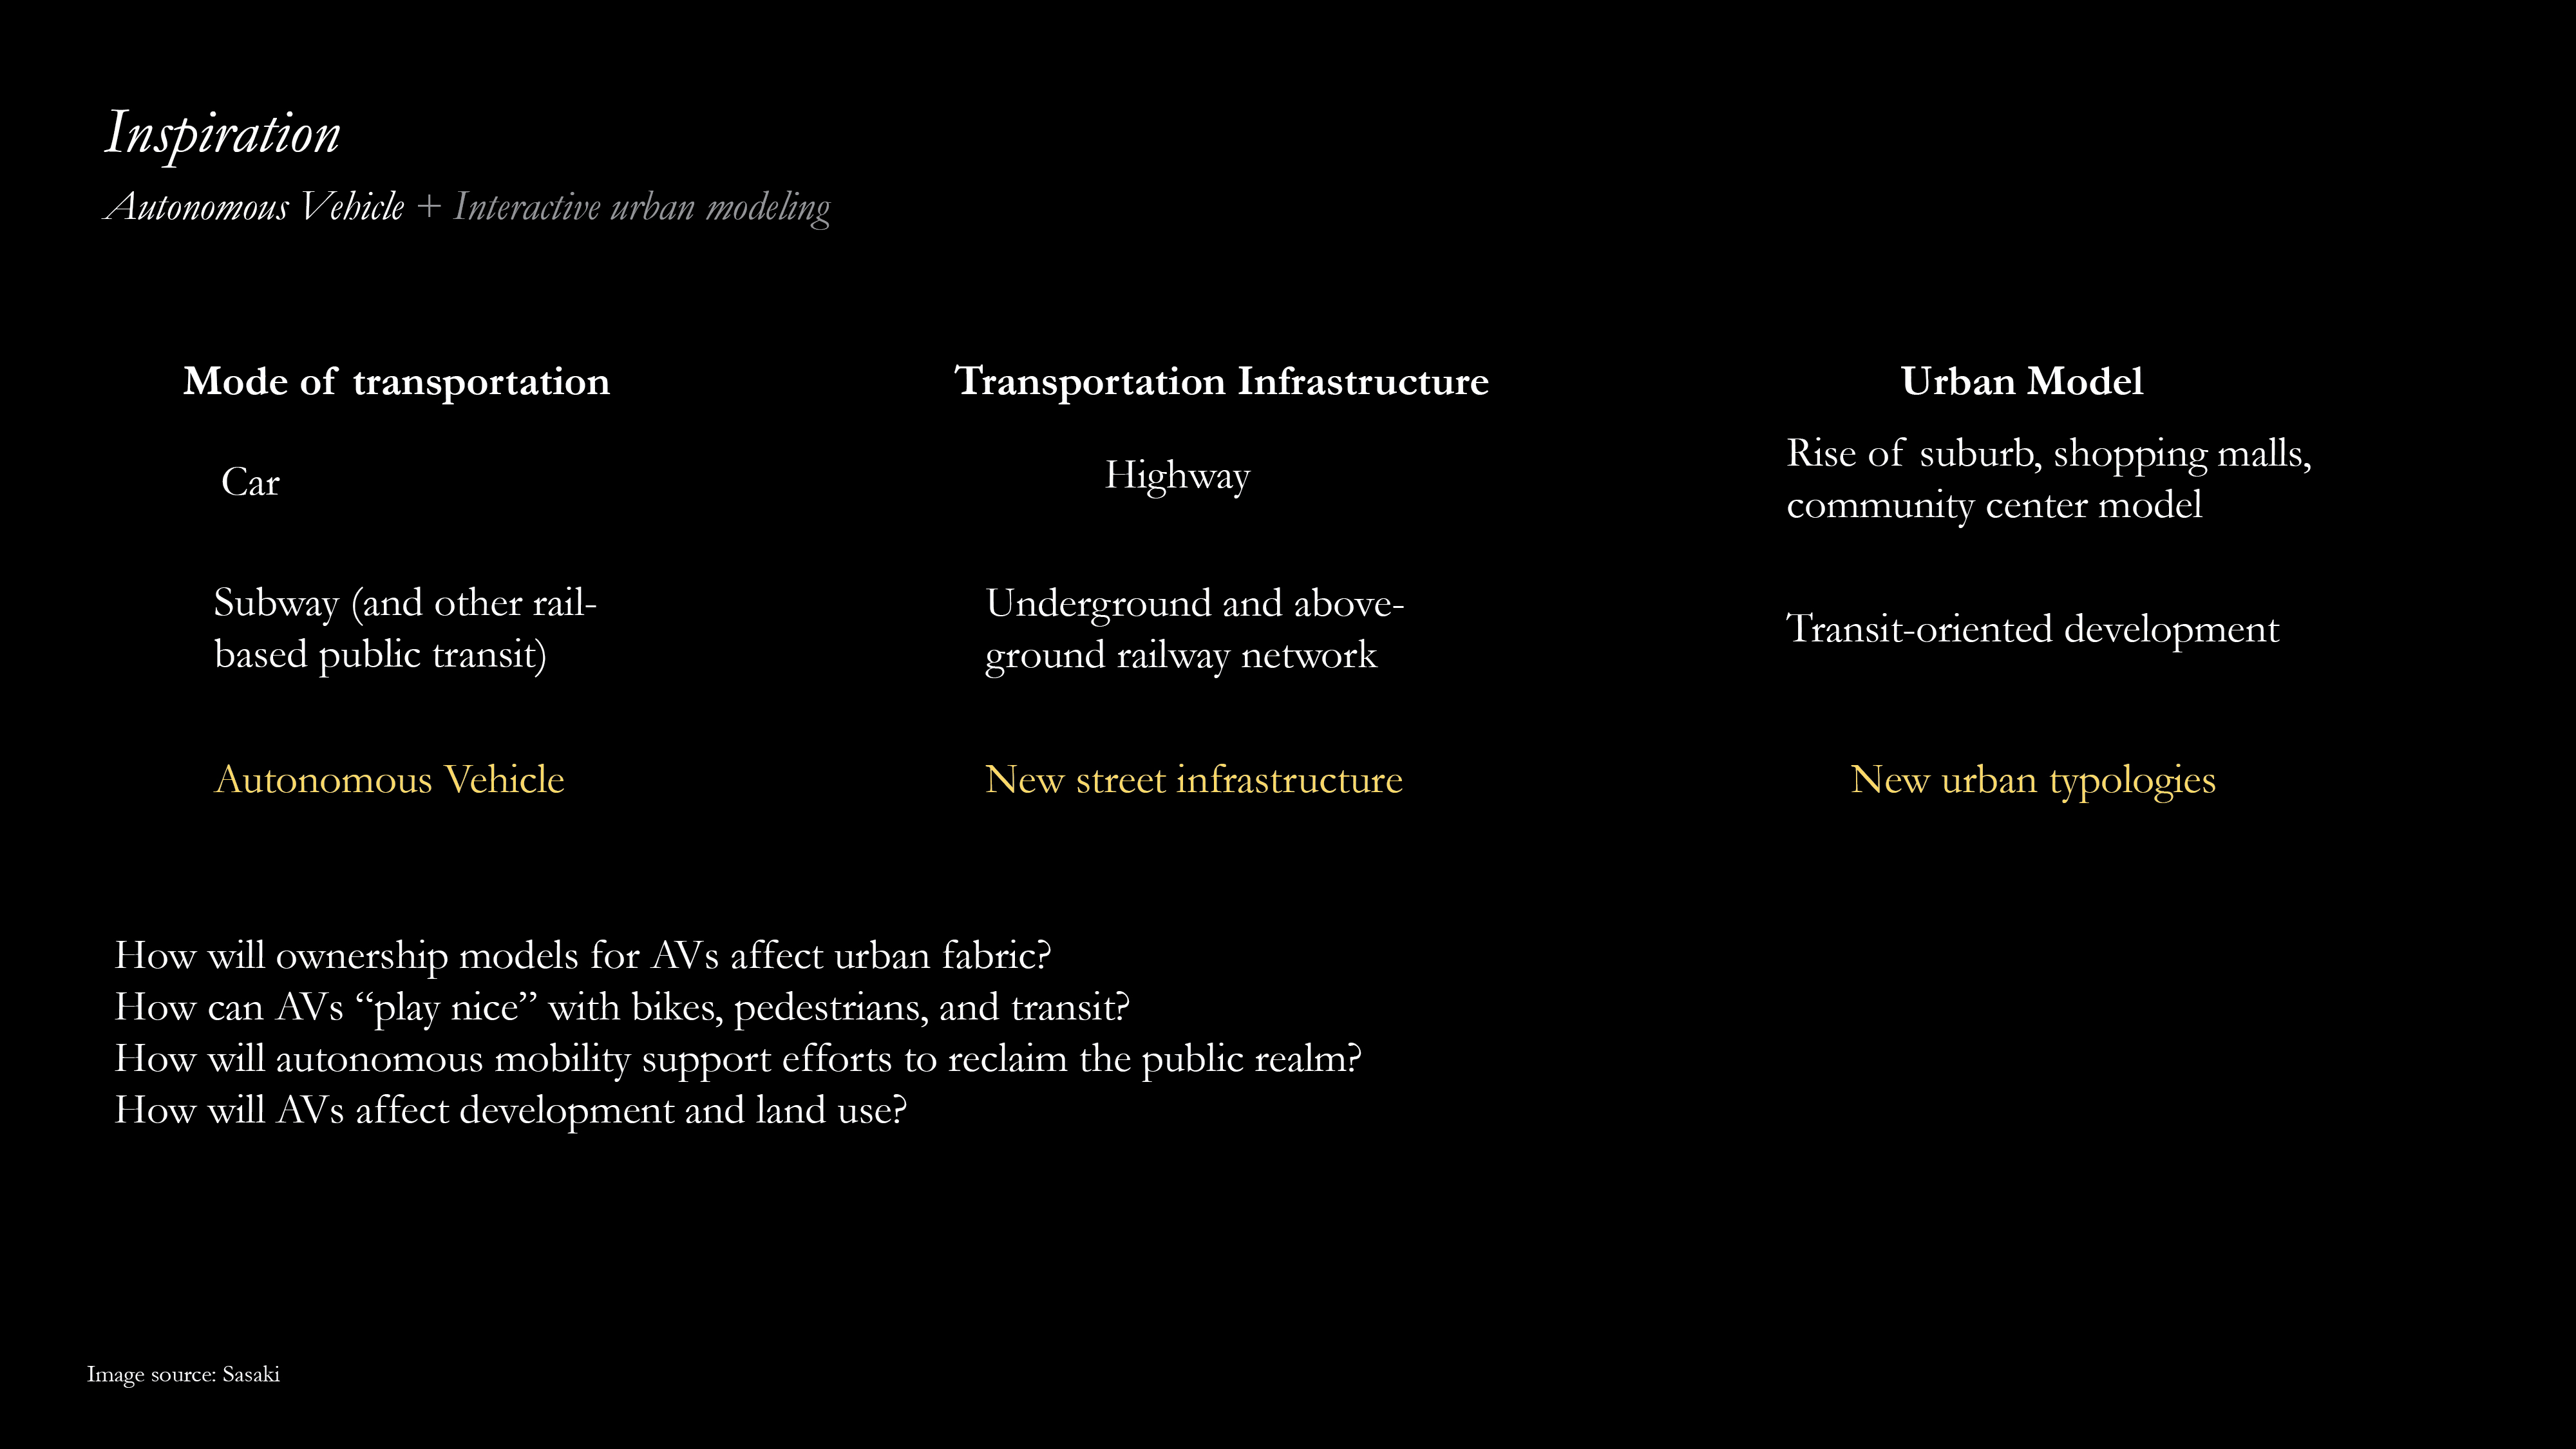 Inspiration
Autonomous Vehicle + Interactive urban modeling
Mode of transportation
Transportation Infrastructure
Urban Model
Car
Highway
Rise of suburb, shopping malls,
community center model
Subway (and other rail-
based public transit)
Underground and above-
ground railway network
Transit-oriented development
Autonomous Vehicle
New street infrastructure
New urban typologies
How will ownership models for AVs affect urban fabric?
How can AVs “play nice” with bikes, pedestrians, and transit?
How will autonomous mobility support efforts to reclaim the public realm?
How will AVs affect development and land use?
Image source: Sasaki